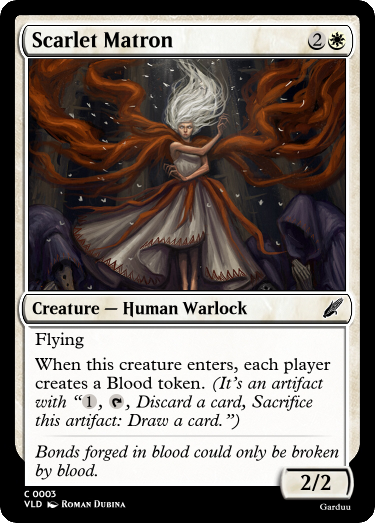 Scarlet Matron 2
Creature — Human Warlock
Flying
When this creature enters, each player
creates a Blood token. (It's an artifact
with “1, , Discard a card, Sacrifice
this artifact: Draw a card.”)
Bonds forged in blood could only be broken
by blood.
2/2
C 0003
VLD Roman Dubina
Garduu